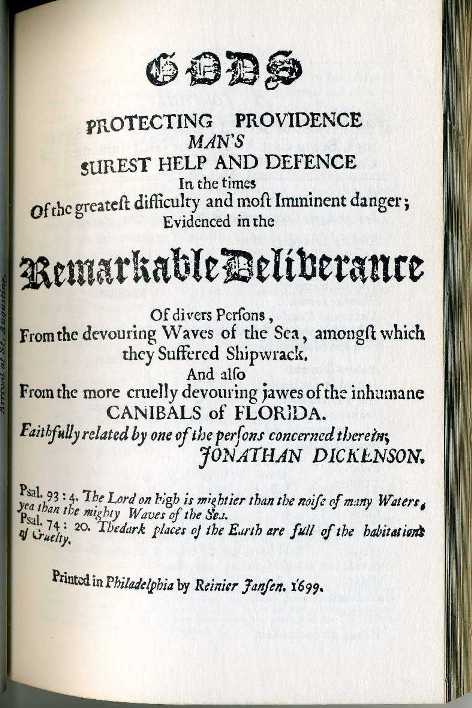 GODS
PROTECTING PROVIDENCE
MAN'S
SUREST HELP AND DEFENCE
In the times
Of the greateſt difficulty and moſt Imminent danger;
Evidenced in the
Remarkable Deliverance
Of divers Perſons,
From the devouring Waves of the Sea, amongſt which
they Suffered Shipwrack.
And alſo
From the more cruelly devouring jawes of the inhumane
CANIBALS of FLORIDA.
Faithfully related by one of the perſons concerned therein;
JONATHAN DICKENSON.
Psal. 93: 4. The Lord on high is mightier than the noiſe of many Waters,
yea than the mighty Waves of the Sea.
Psal. 74: 20. The dark places of the Earth are full of the habitations
of Cruelty.
Printed in Philadelphia by Reinier Janſen. 1699.
Arrival at St. Augustine.